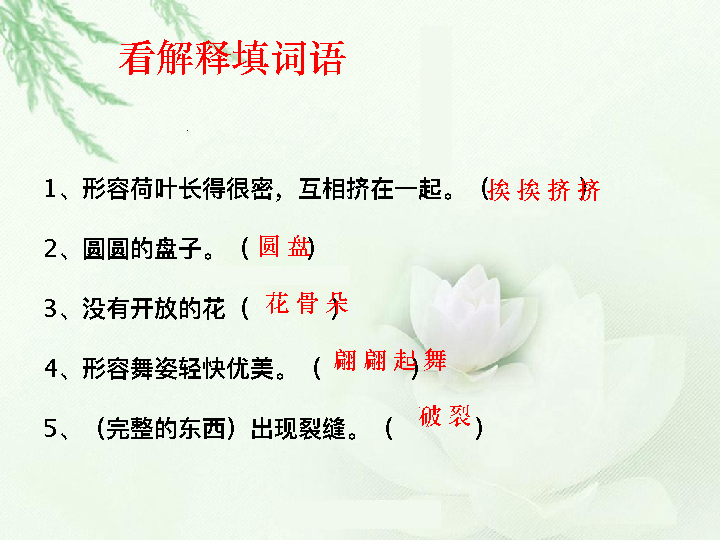 看解释填词语
1、形容荷叶长得很密，互相挤在一起。（挨挨挤挤）
2、圆圆的盘子。（圆盘）
3、没有开放的花（花骨朵）
4、形容舞姿轻快优美。（翩翩起舞）
5、（完整的东西）出现裂缝。（破裂）